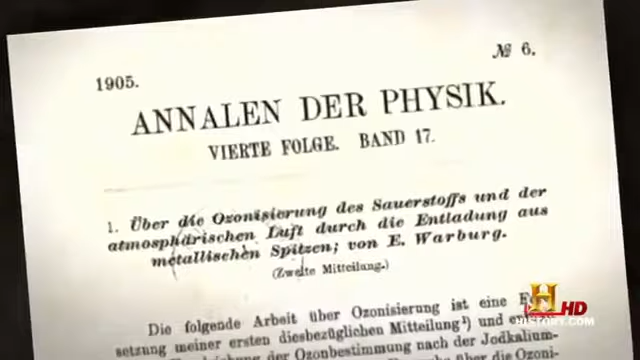 1905.
№ 6.
ANNALEN DER PHYSIK.
VIERTE FOLGE. BAND 17.
1. Über die Ozonisierung des Sauerstoffs und der
atmosphärischen Luft durch die Entladung aus
metallischen Spitzen; von E. Warburg.
(Zweite Mitteilung.)
Die folgende Arbeit über Ozonisierung ist eine
setzung meiner ersten diesbezüglichen Mitteilung¹) und
der Ozonbestimmung nach der Jodkalium-
über die Ozoni-
H HD
HISTORY.COM